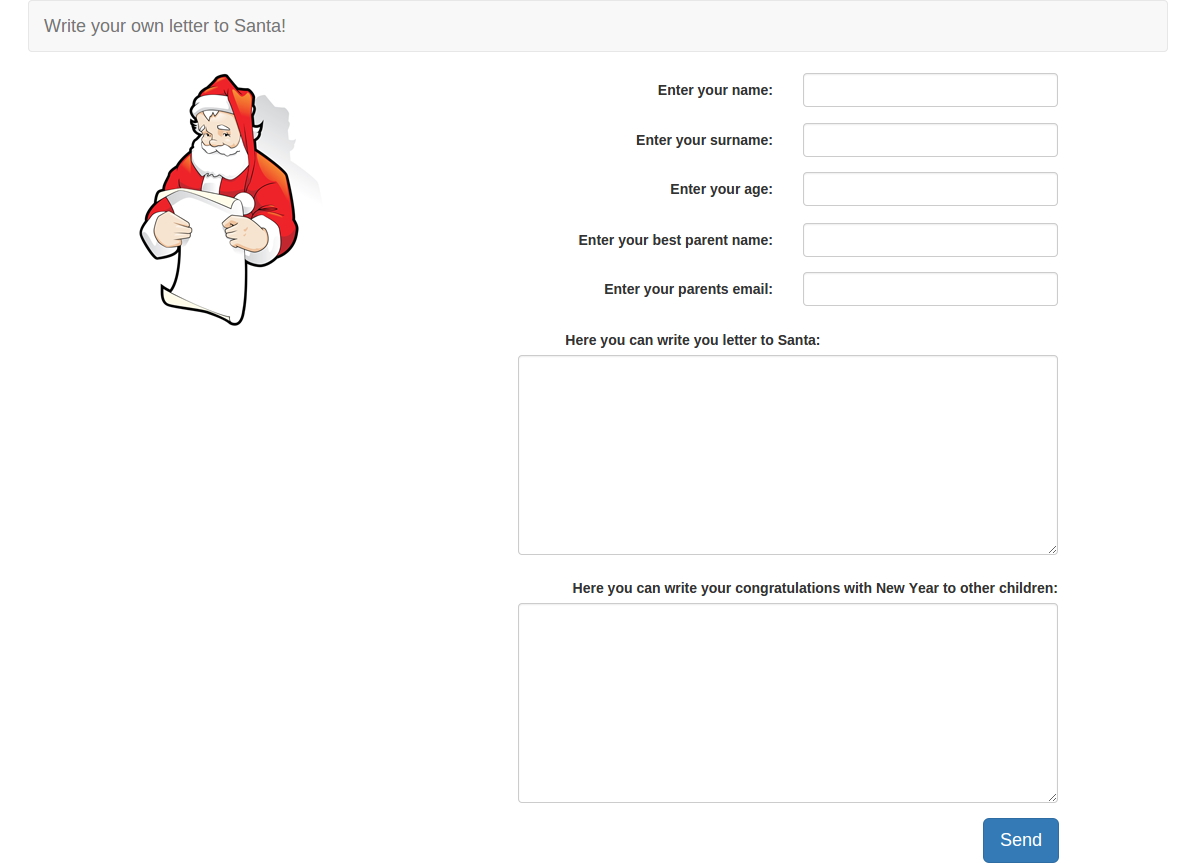 Write your own letter to Santa!
Enter your name:
Enter your surname:
Enter your age:
Enter your best parent name:
Enter your parents email:
Here you can write you letter to Santa:
Here you can write your congratulations with New Year to other children:
Send